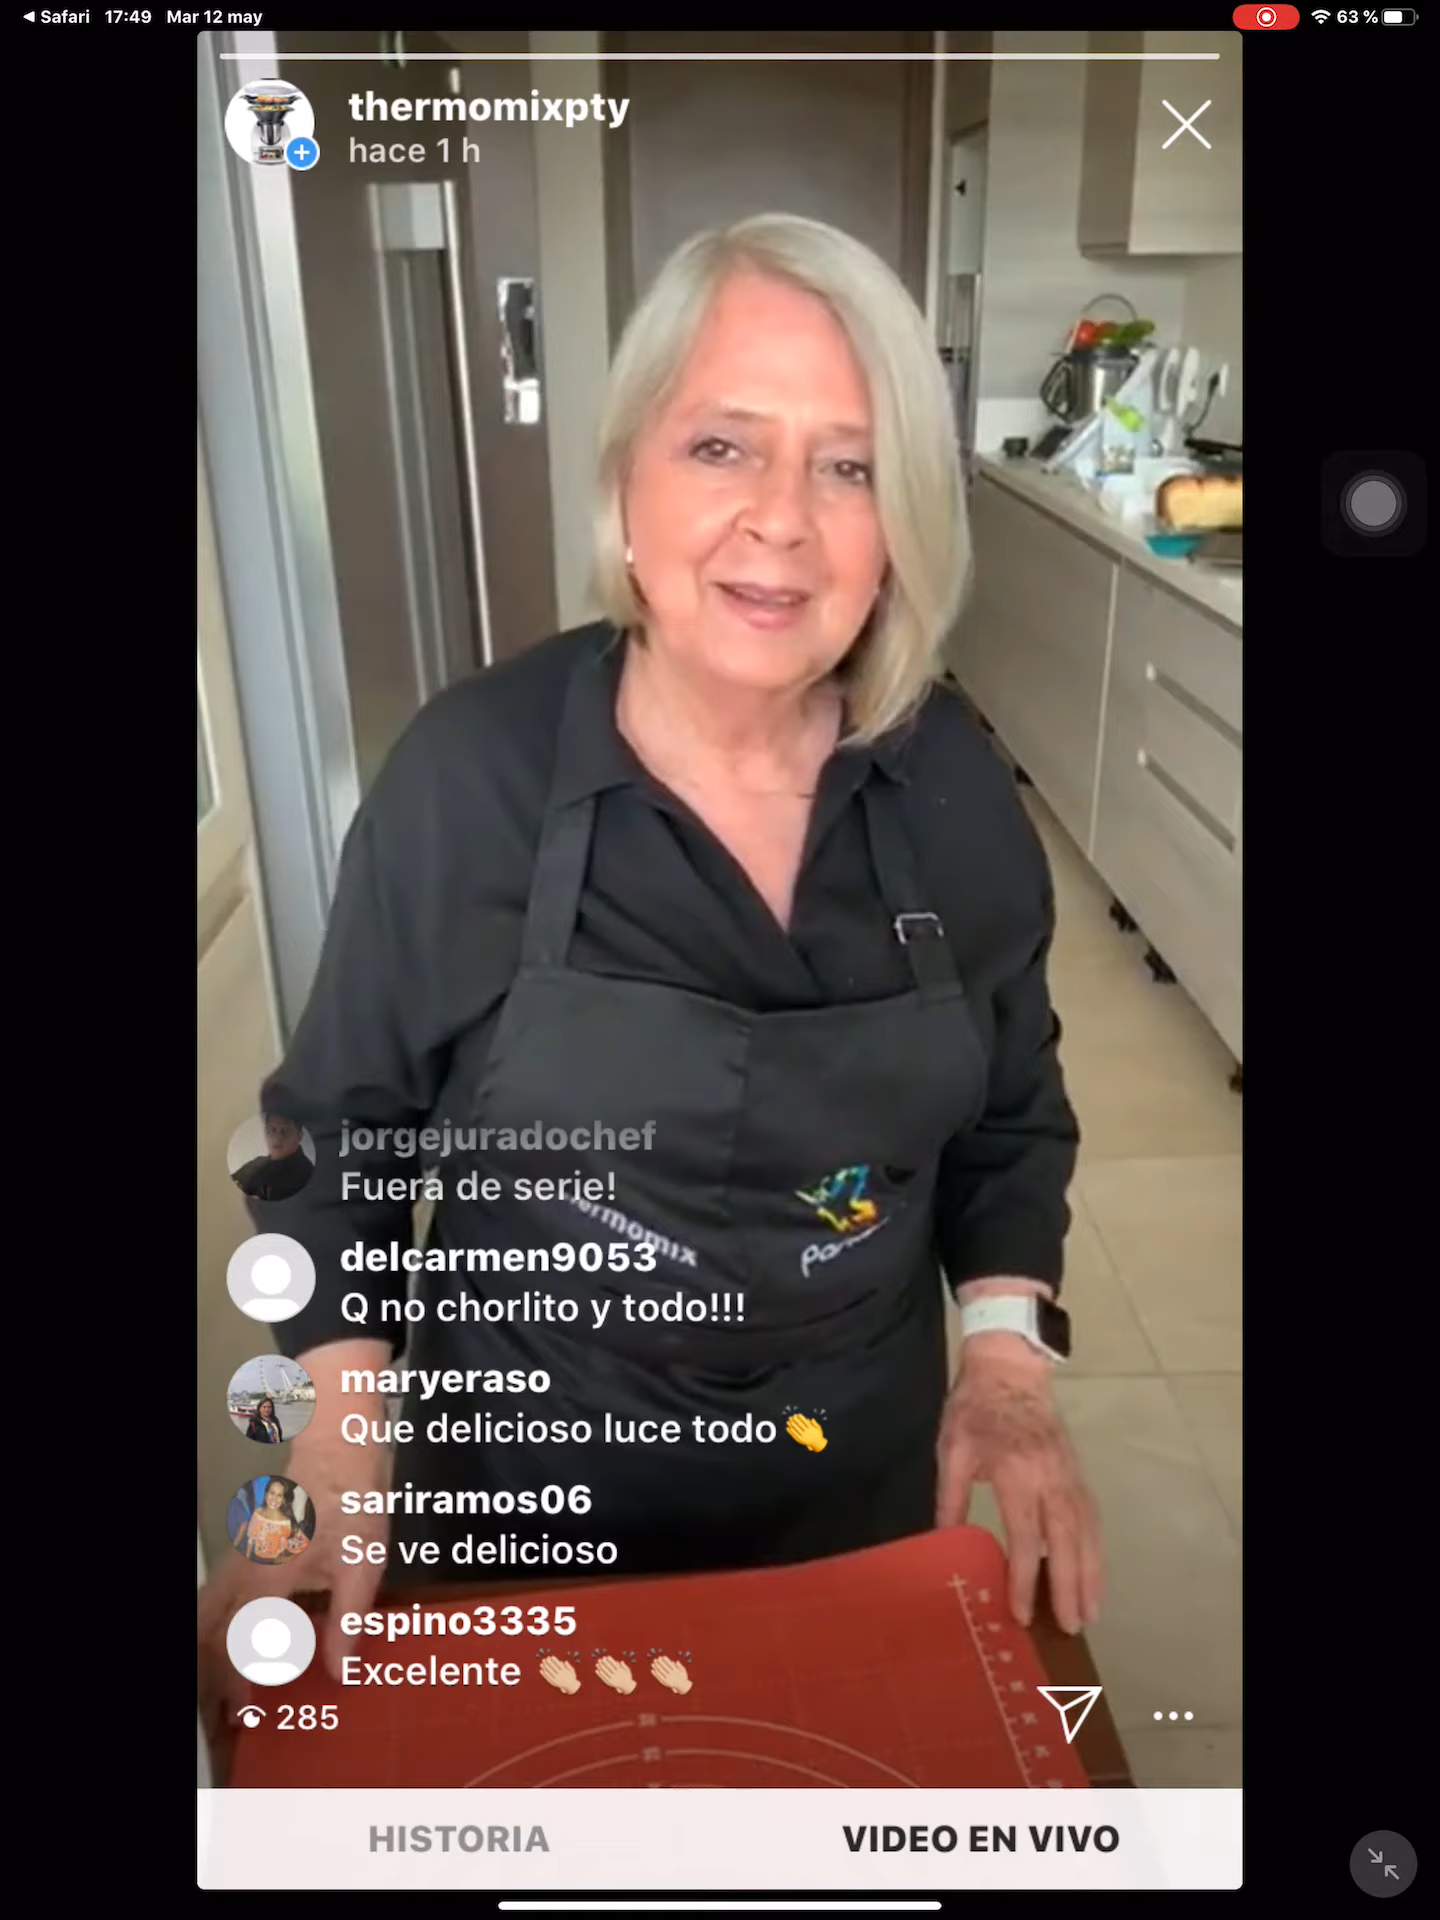 Safari 17:49 Mar 12 may
63 %
thermomixpty
hace 1 h
jorgejuradochef
Fuera de serie!
ermomix
delcarmen9053
Q no chorlito y todo!!!
maryeraso
Que delicioso luce todo👏
sariramos06
Se ve delicioso
espino3335
Excelente 👏🏻👏🏻👏🏻
285
HISTORIA
VIDEO EN VIVO